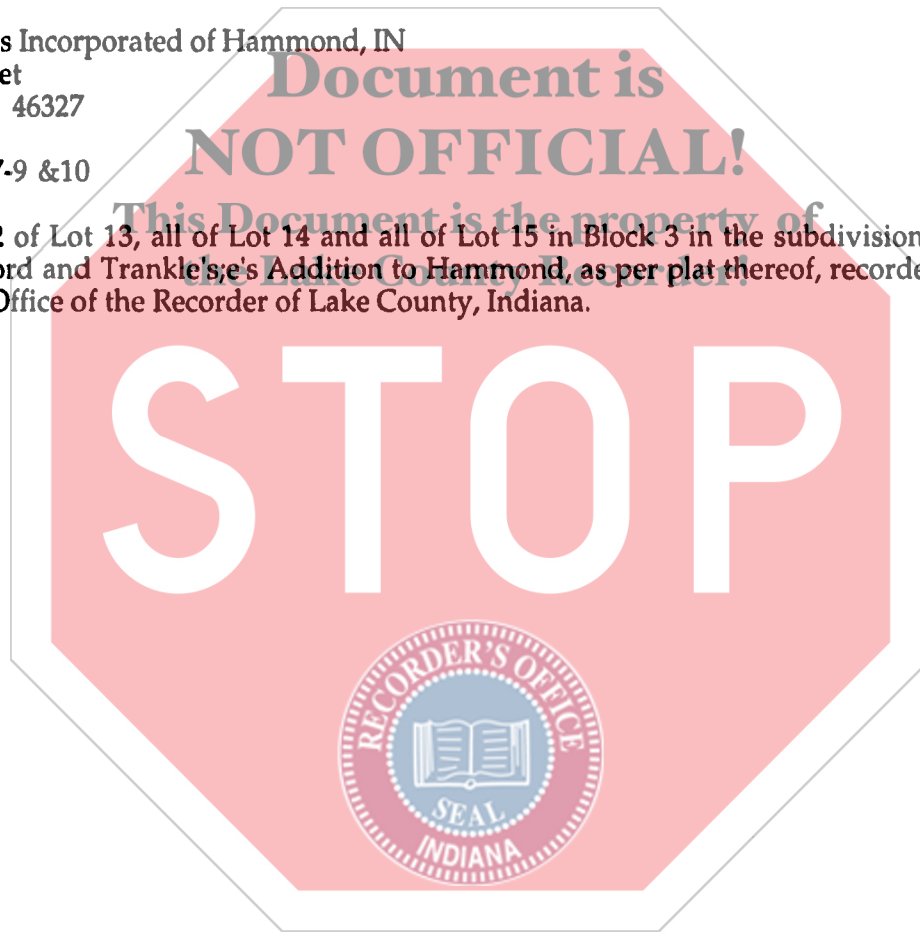 s Incorporated of Hammond, IN
Document is
et
46327
NOT OFFICIAL!
-9 &10
This Document is the property of
of Lot 13, all of Lot 14 and all of Lot 15 in Block 3 in the subdivision
ord and Trankle's;e's Addition to Hammond, as per plat thereof, recorde
the Lake County Recorder!
Office of the Recorder of Lake County, Indiana.
STOP
RECORDER'S OFFICE
SEAL
INDIANA